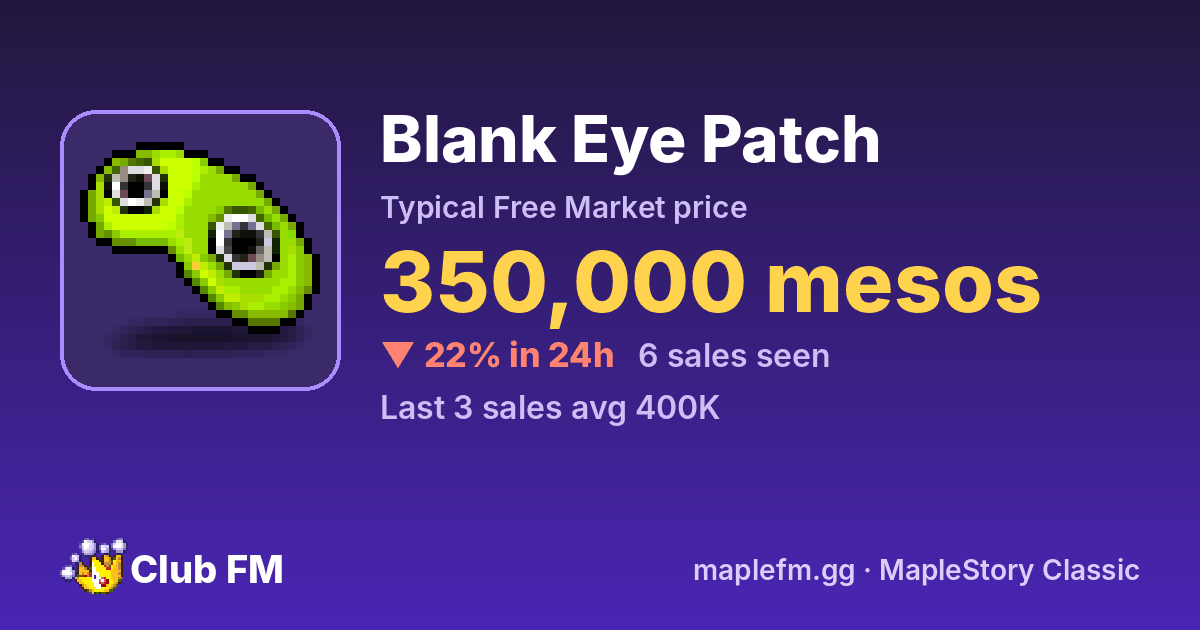 Blank Eye Patch
Typical Free Market price
350,000 mesos
▼ 22% in 24h 6 sales seen
Last 3 sales avg 400K
Club FM
maplefm.gg · MapleStory Classic